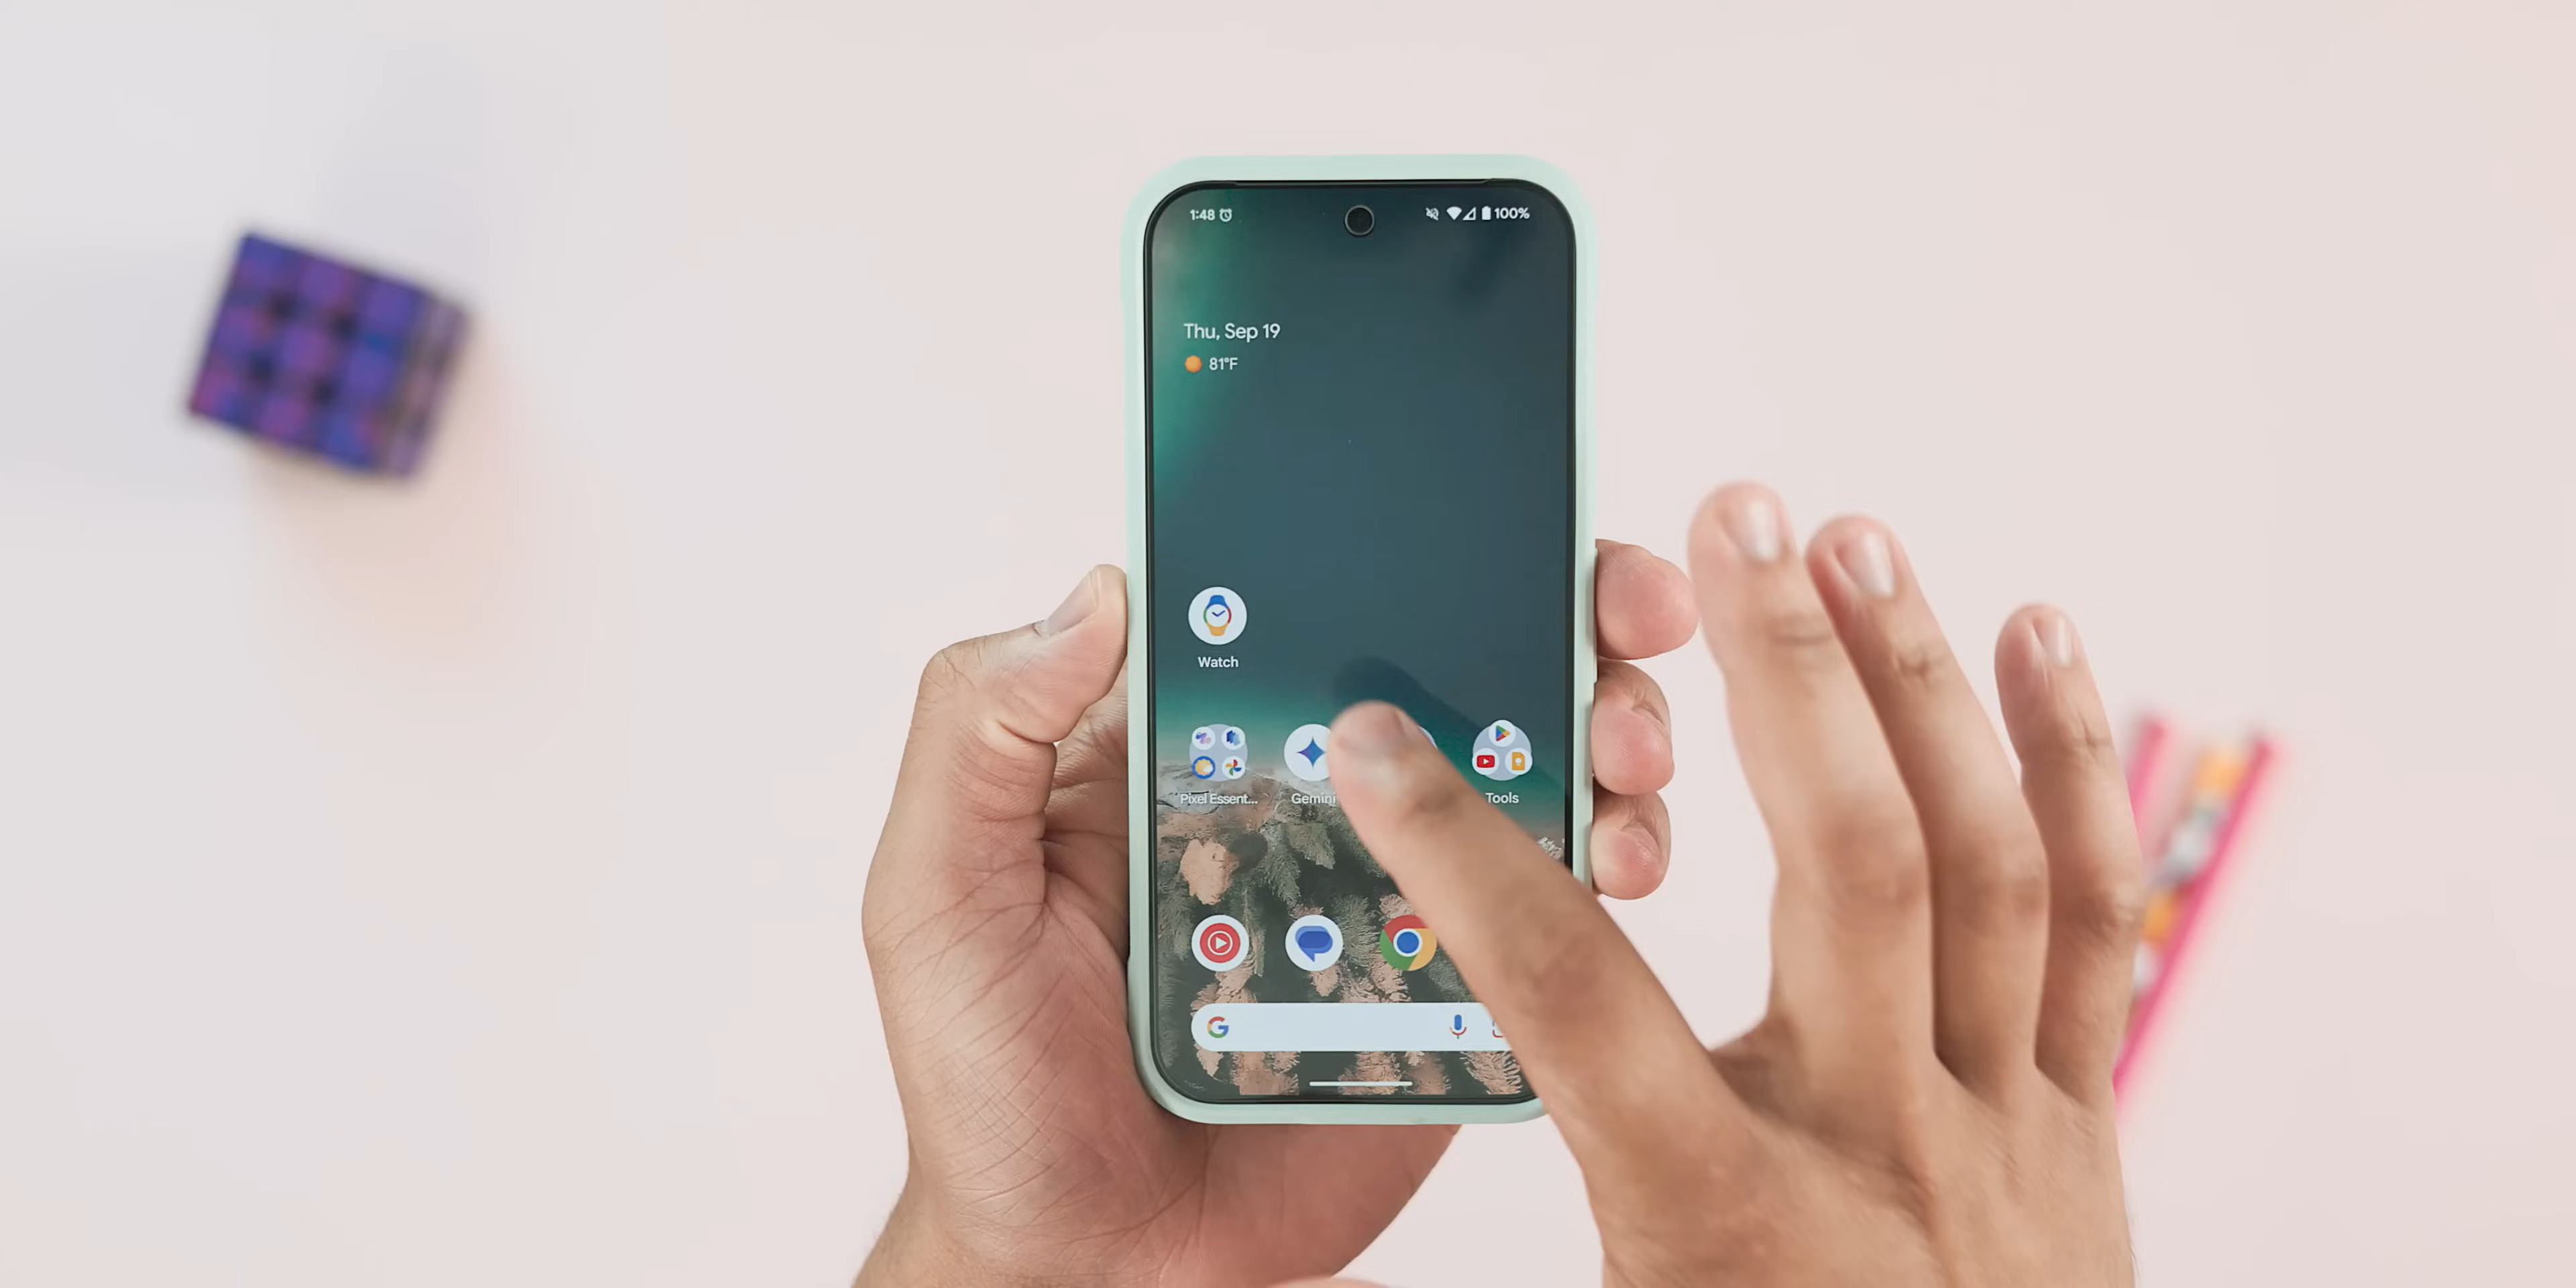 1:48
100%
Thu, Sep 19
81°F
Watch
Pixel Essent...
Gemini
Tools